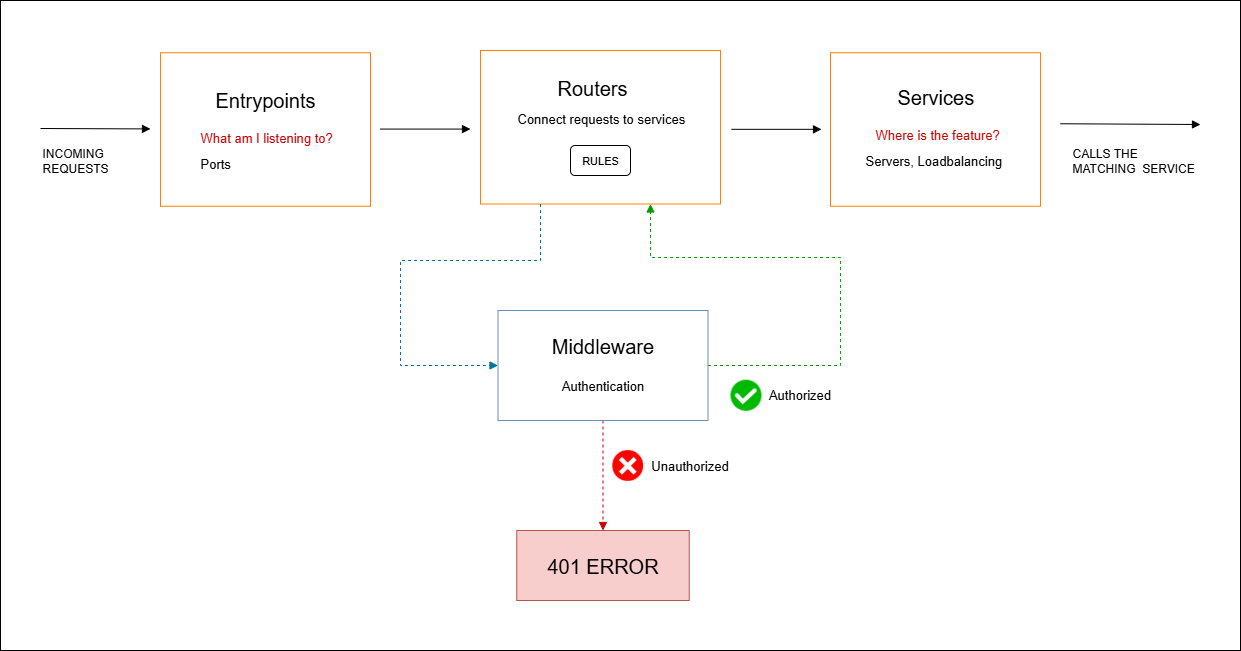 Entrypoints
What am I listening to?
Ports
INCOMING
REQUESTS
Routers
Connect requests to services
RULES
Services
Where is the feature?
Servers, Loadbalancing
CALLS THE
MATCHING SERVICE
Middleware
Authentication
Authorized
Unauthorized
401 ERROR